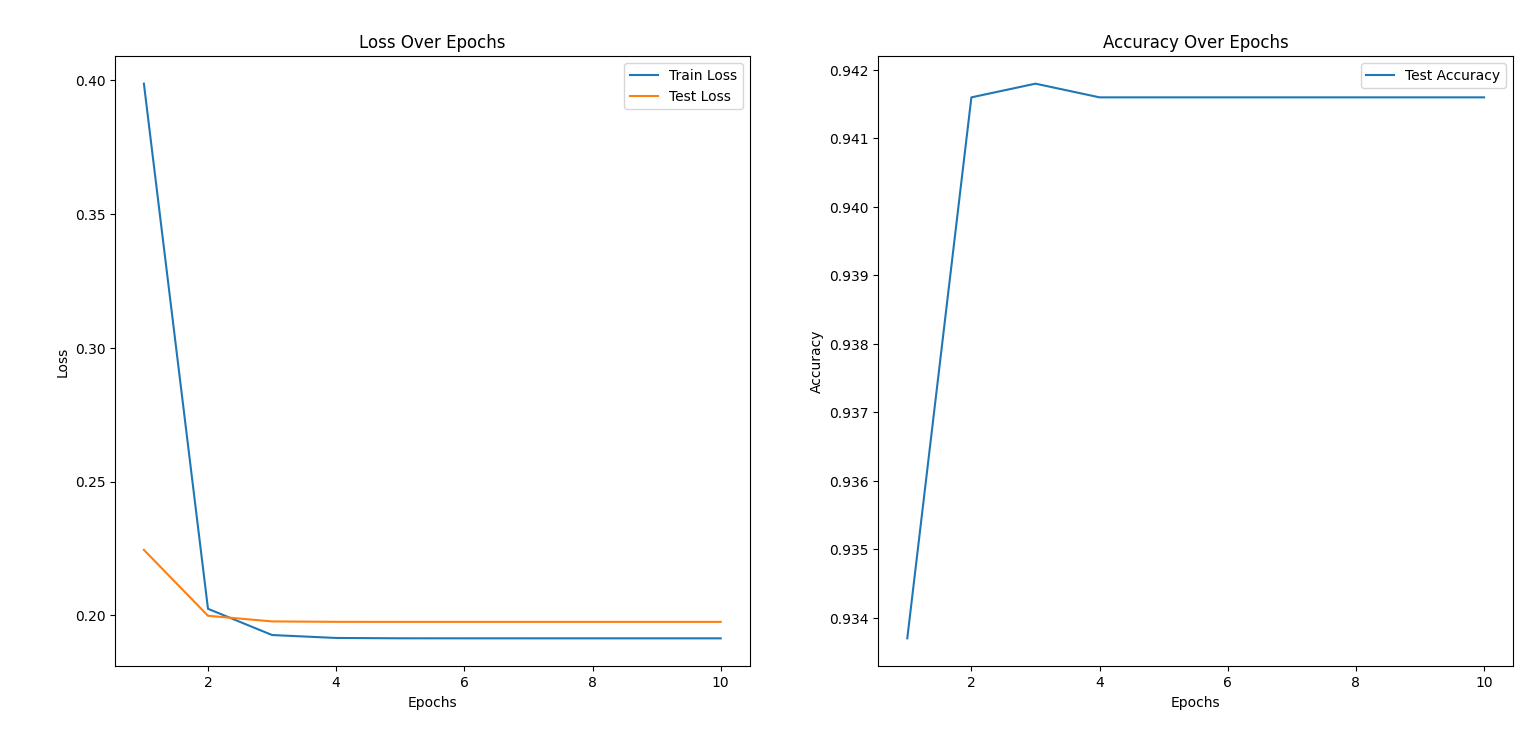 Loss Over Epochs
Train Loss
Test Loss
0.40
0.35
0.30
0.25
0.20
Loss
2 4 6 8 10
Epochs
Accuracy Over Epochs
Test Accuracy
0.942
0.941
0.940
0.939
0.938
0.937
0.936
0.935
0.934
Accuracy
2 4 6 8 10
Epochs